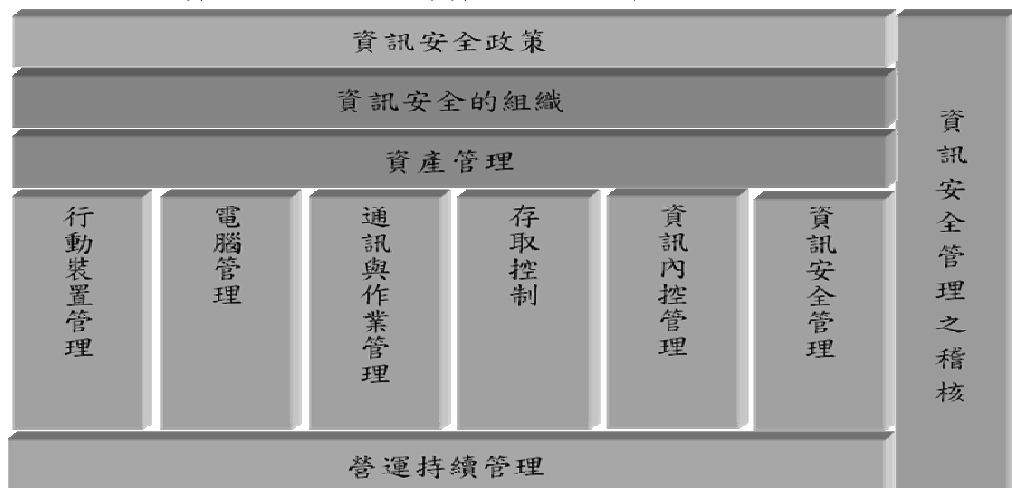 資訊安全政策
資訊安全的組織
資產管理
行動裝置管理
電腦管理
通訊與作業管理
存取控制
資訊內控管理
資訊安全管理
營運持續管理
資訊安全管理之稽核